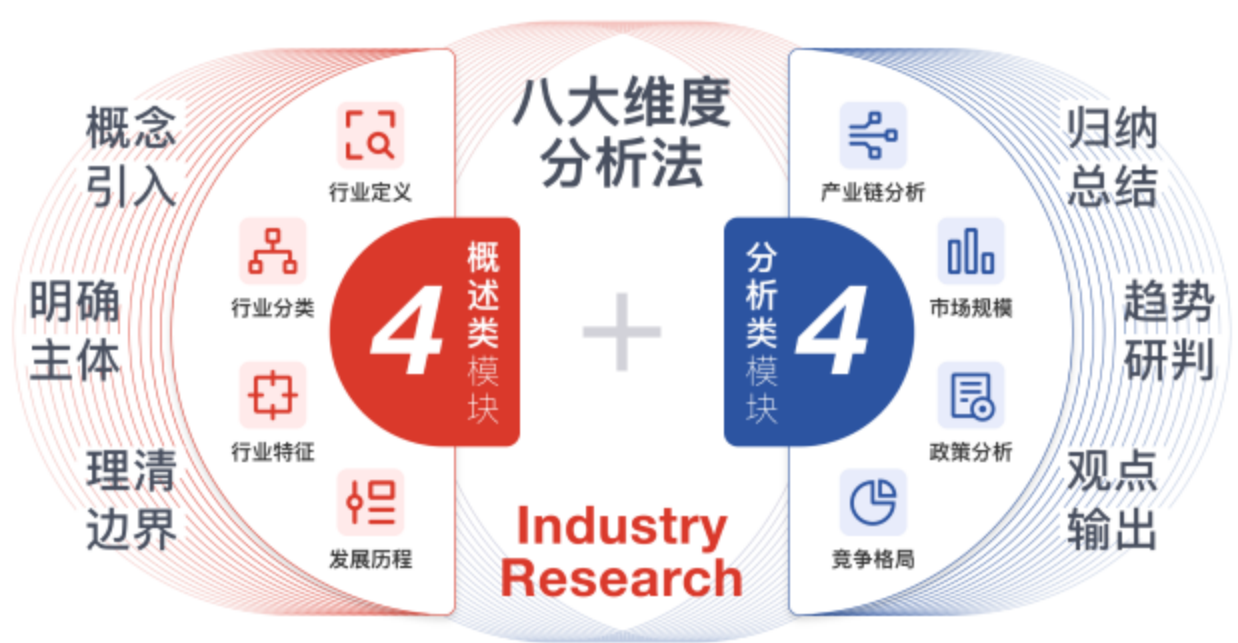 八大维度
分析法
概念
引入
明确
主体
理清
边界
行业定义
行业分类
行业特征
发展历程
4
概述类模块
+
分析类模块
4
产业链分析
市场规模
政策分析
竞争格局
归纳
总结
趋势
研判
观点
输出
Industry
Research